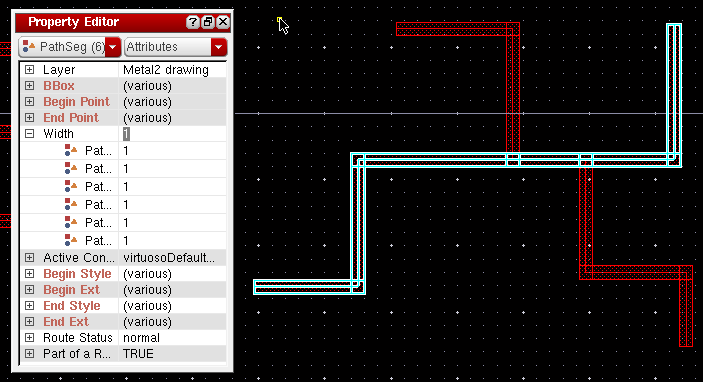 Property Editor
PathSeg (6) Attributes
Layer Metal2 drawing
BBox (various)
Begin Point (various)
End Point (various)
Width 1
Pat... 1
Pat... 1
Pat... 1
Pat... 1
Pat... 1
Pat... 1
Active Con... virtuosoDefault...
Begin Style (various)
Begin Ext (various)
End Style (various)
End Ext (various)
Route Status normal
Part of a R... TRUE